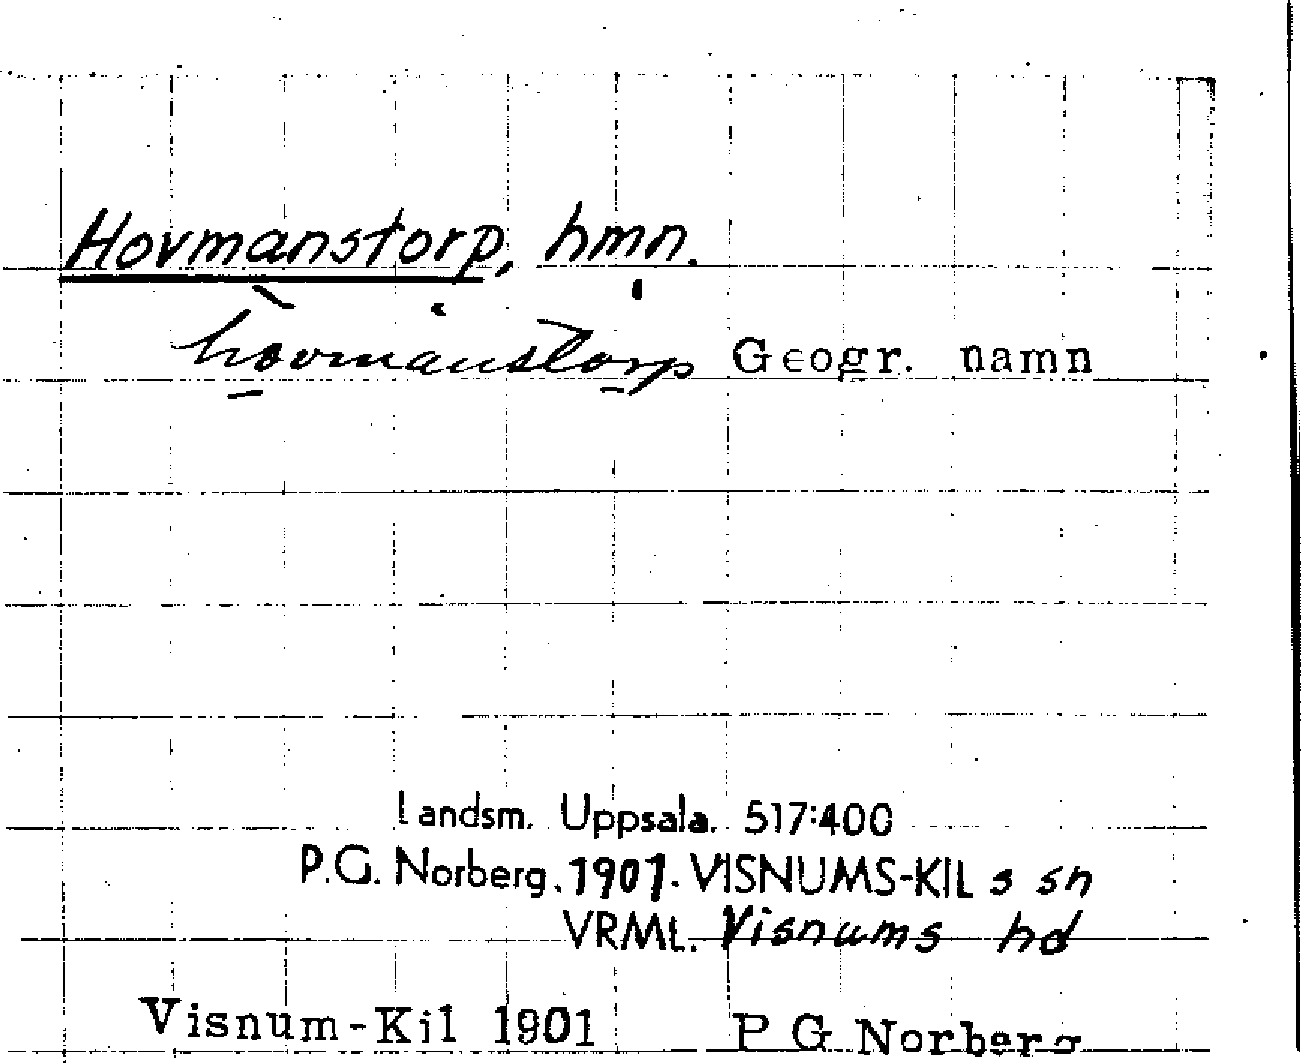 Hovmanstorp, hmn.
hovmanstorp Geogr. namn
Landsm. Uppsala. 517:400
P.G. Norberg. 1901. VISNUMS-KIL s sn
VRML. Visnums hd
Visnum-Kil 1901 P G Norberg